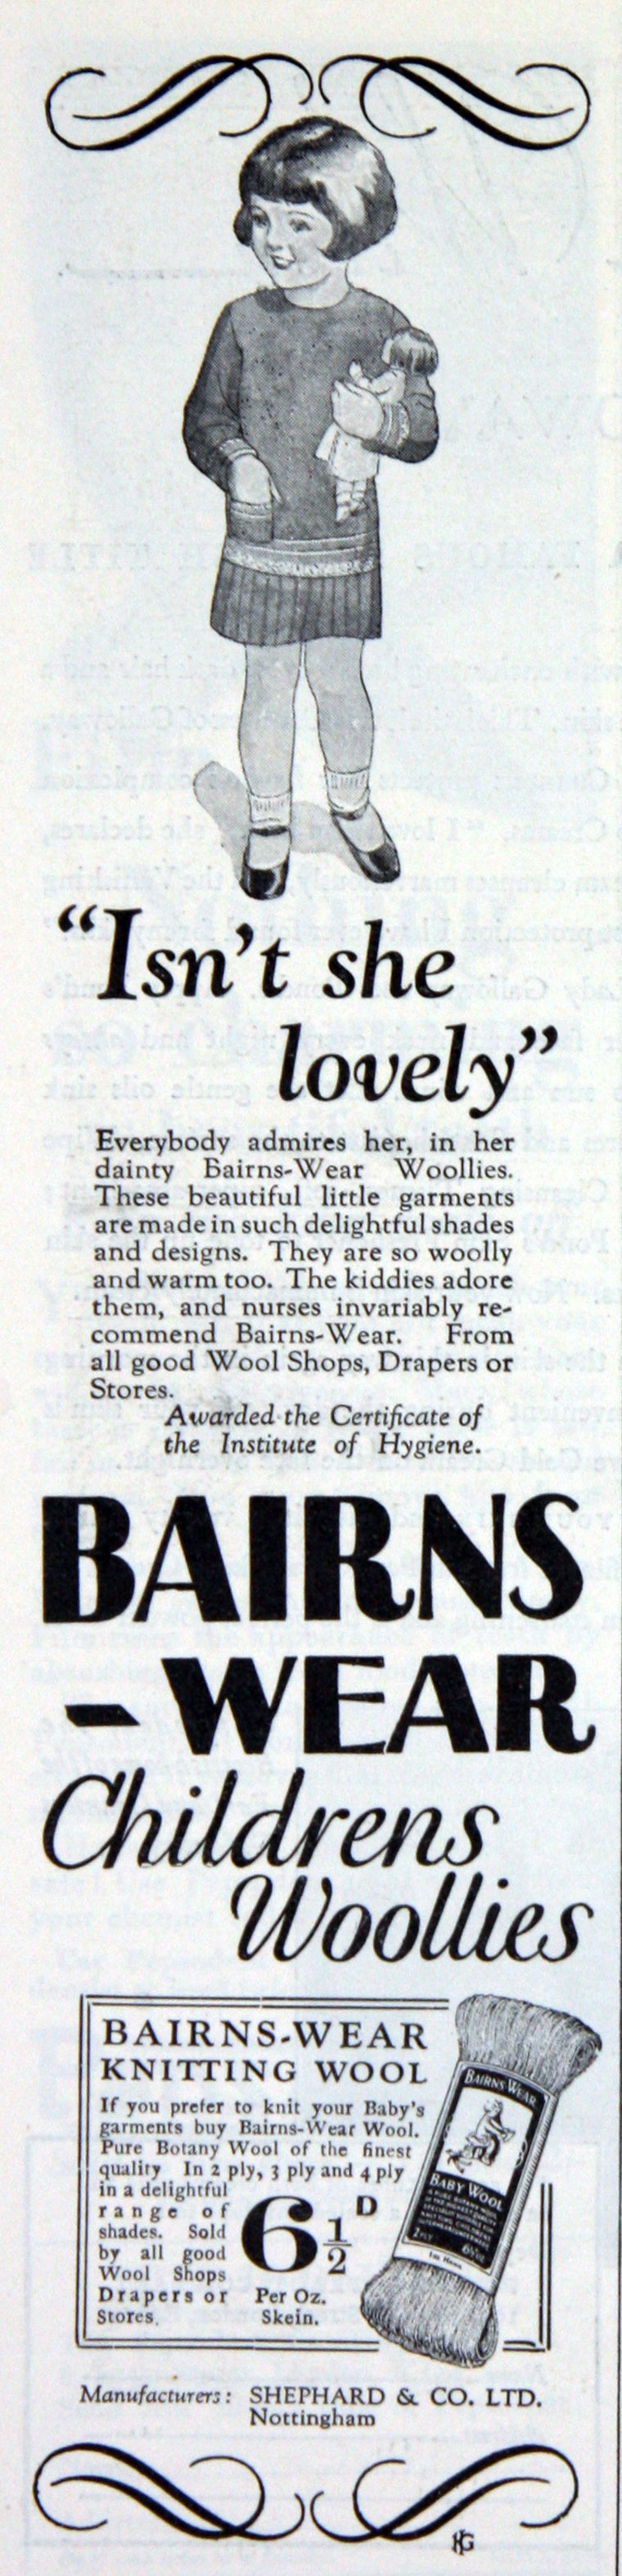 “Isn't she
lovely”
Everybody admires her, in her
dainty Bairns-Wear Woollies.
These beautiful little garments
are made in such delightful shades
and designs. They are so woolly
and warm too. The kiddies adore
them, and nurses invariably re-
commend Bairns-Wear. From
all good Wool Shops, Drapers or
Stores.
Awarded the Certificate of
the Institute of Hygiene.
BAIRNS
-WEAR
Childrens
Woollies
BAIRNS-WEAR
KNITTING WOOL
If you prefer to knit your Baby's
garments buy Bairns-Wear Wool.
Pure Botany Wool of the finest
quality In 2 ply, 3 ply and 4 ply
in a delightful
range of
shades. Sold
by all good
Wool Shops
Drapers or
Stores.
6½D
Per Oz.
Skein.
BAIRNS WEAR
BABY WOOL
2 PLY
Manufacturers: SHEPHARD & CO. LTD.
Nottingham